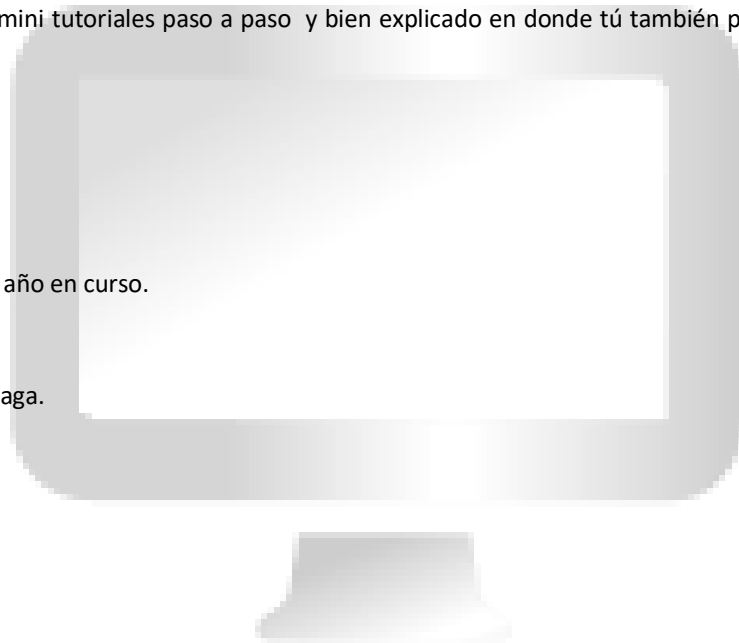 mini tutoriales paso a paso y bien explicado en donde tú también p
año en curso.
aga.